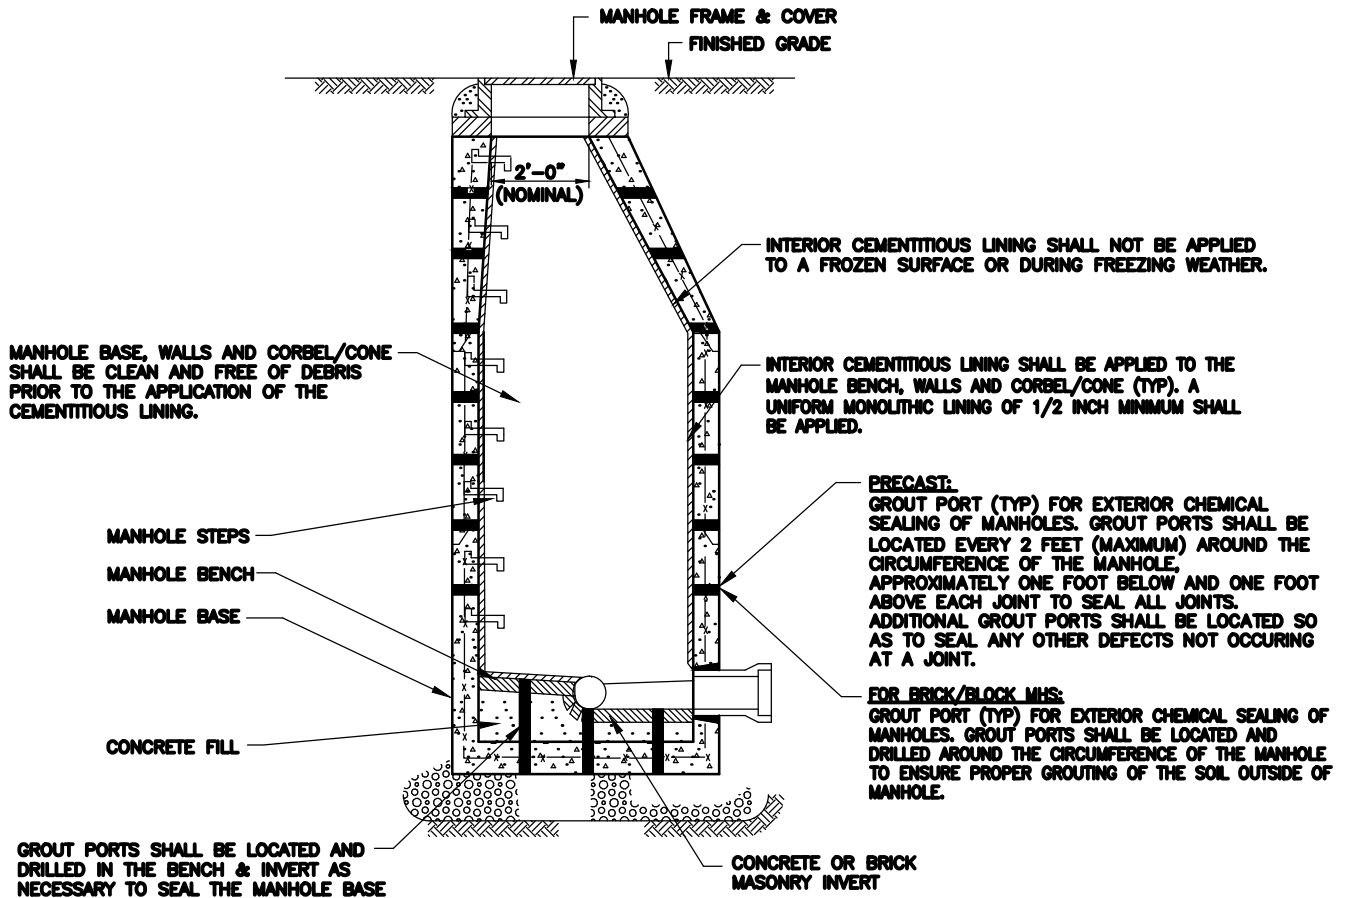 MANHOLE FRAME & COVER
FINISHED GRADE
2'-0"
(NOMINAL)
INTERIOR CEMENTITIOUS LINING SHALL NOT BE APPLIED
TO A FROZEN SURFACE OR DURING FREEZING WEATHER.
MANHOLE BASE, WALLS AND CORBEL/CONE
SHALL BE CLEAN AND FREE OF DEBRIS
PRIOR TO THE APPLICATION OF THE
CEMENTITIOUS LINING.
INTERIOR CEMENTITIOUS LINING SHALL BE APPLIED TO THE
MANHOLE BENCH, WALLS AND CORBEL/CONE (TYP). A
UNIFORM MONOLITHIC LINING OF 1/2 INCH MINIMUM SHALL
BE APPLIED.
PRECAST:
GROUT PORT (TYP) FOR EXTERIOR CHEMICAL
SEALING OF MANHOLES. GROUT PORTS SHALL BE
LOCATED EVERY 2 FEET (MAXIMUM) AROUND THE
CIRCUMFERENCE OF THE MANHOLE,
APPROXIMATELY ONE FOOT BELOW AND ONE FOOT
ABOVE EACH JOINT TO SEAL ALL JOINTS.
ADDITIONAL GROUT PORTS SHALL BE LOCATED SO
AS TO SEAL ANY OTHER DEFECTS NOT OCCURING
AT A JOINT.
MANHOLE STEPS
MANHOLE BENCH
MANHOLE BASE
FOR BRICK/BLOCK MHS:
GROUT PORT (TYP) FOR EXTERIOR CHEMICAL SEALING OF
MANHOLES. GROUT PORTS SHALL BE LOCATED AND
DRILLED AROUND THE CIRCUMFERENCE OF THE MANHOLE
TO ENSURE PROPER GROUTING OF THE SOIL OUTSIDE OF
MANHOLE.
CONCRETE FILL
GROUT PORTS SHALL BE LOCATED AND
DRILLED IN THE BENCH & INVERT AS
NECESSARY TO SEAL THE MANHOLE BASE
CONCRETE OR BRICK
MASONRY INVERT